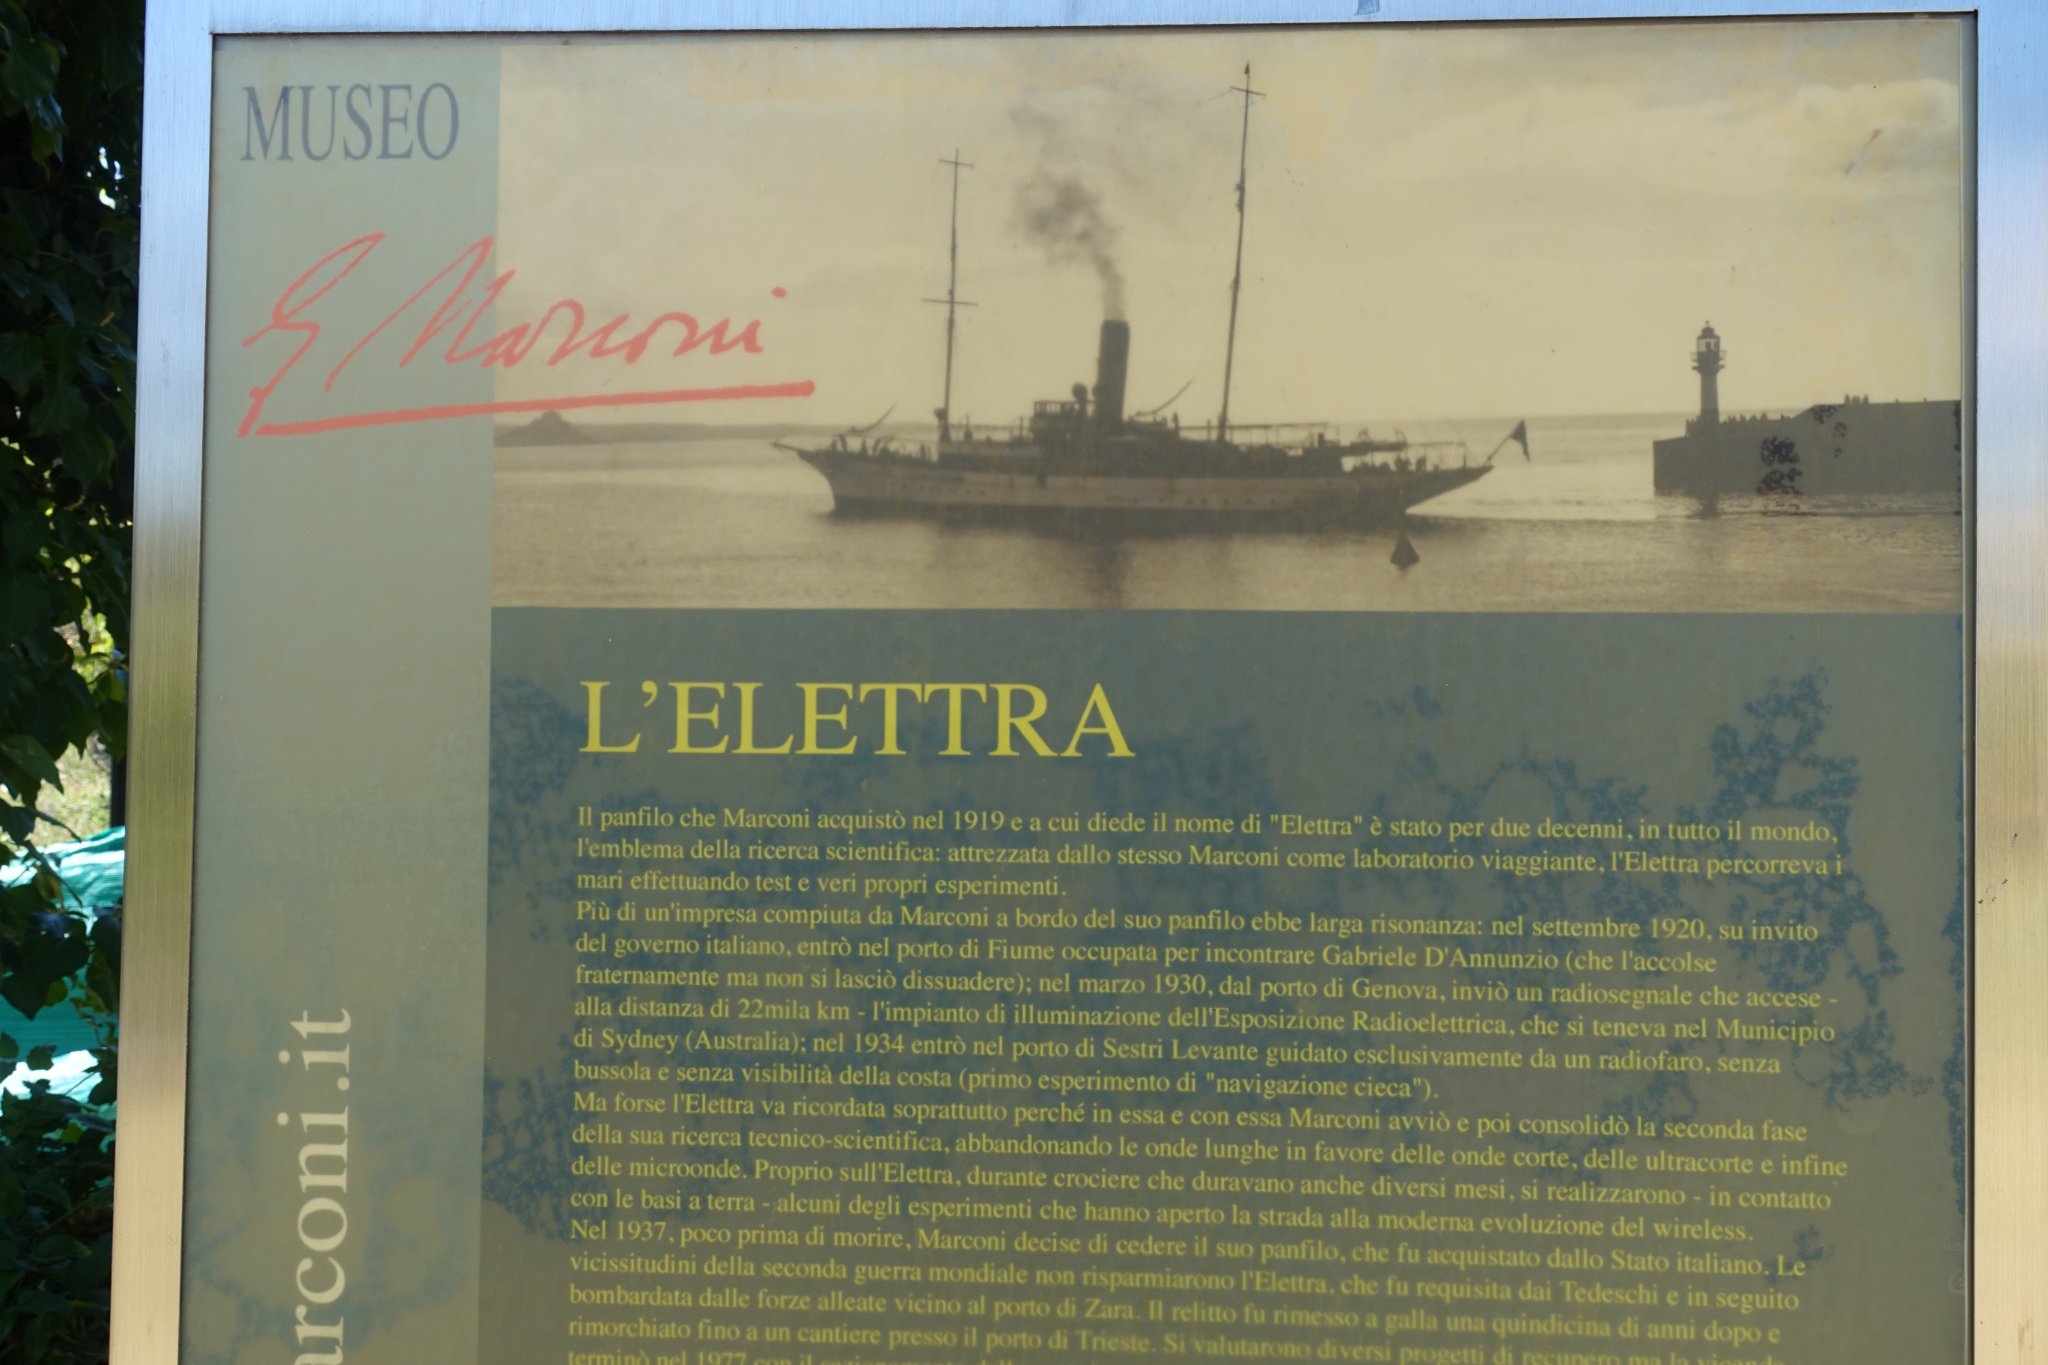 MUSEO
G Marconi
L'ELETTRA
Il panfilo che Marconi acquistò nel 1919 e a cui diede il nome di "Elettra" è stato per due decenni, in tutto il mondo,
l'emblema della ricerca scientifica: attrezzata dallo stesso Marconi come laboratorio viaggiante, l'Elettra percorreva i
mari effettuando test e veri propri esperimenti.
Più di un'impresa compiuta da Marconi a bordo del suo panfilo ebbe larga risonanza: nel settembre 1920, su invito
del governo italiano, entrò nel porto di Fiume occupata per incontrare Gabriele D'Annunzio (che l'accolse
fraternamente ma non si lasciò dissuadere); nel marzo 1930, dal porto di Genova, inviò un radiosegnale che accese -
alla distanza di 22mila km - l'impianto di illuminazione dell'Esposizione Radioelettrica, che si teneva nel Municipio
di Sydney (Australia); nel 1934 entrò nel porto di Sestri Levante guidato esclusivamente da un radiofaro, senza
bussola e senza visibilità della costa (primo esperimento di "navigazione cieca").
Ma forse l'Elettra va ricordata soprattutto perché in essa e con essa Marconi avviò e poi consolidò la seconda fase
della sua ricerca tecnico-scientifica, abbandonando le onde lunghe in favore delle onde corte, delle ultracorte e infine
delle microonde. Proprio sull'Elettra, durante crociere che duravano anche diversi mesi, si realizzarono - in contatto
con le basi a terra - alcuni degli esperimenti che hanno aperto la strada alla moderna evoluzione del wireless.
Nel 1937, poco prima di morire, Marconi decise di cedere il suo panfilo, che fu acquistato dallo Stato italiano. Le
vicissitudini della seconda guerra mondiale non risparmiarono l'Elettra, che fu requisita dai Tedeschi e in seguito
bombardata dalle forze alleate vicino al porto di Zara. Il relitto fu rimesso a galla una quindicina di anni dopo e
rimorchiato fino a un cantiere presso il porto di Trieste. Si valutarono diversi progetti di recupero ma la vicenda
terminò nel 1977 con il
arconi.it